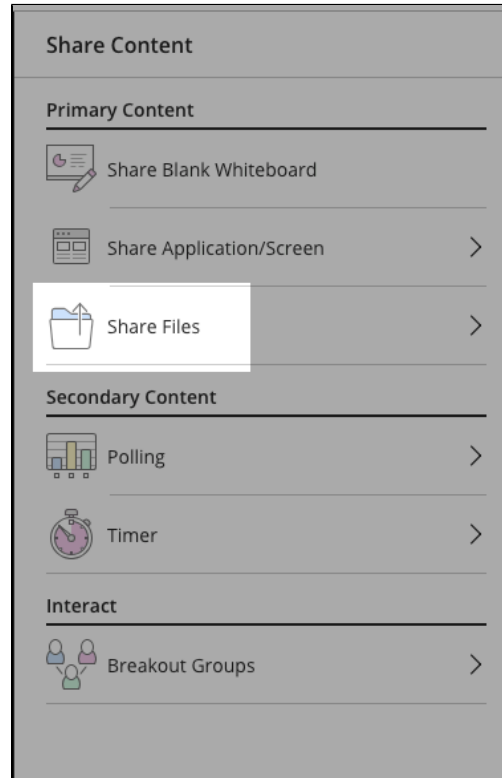 Share Content
Primary Content
Share Blank Whiteboard
Share Application/Screen
Share Files
Secondary Content
Polling
Timer
Interact
Breakout Groups